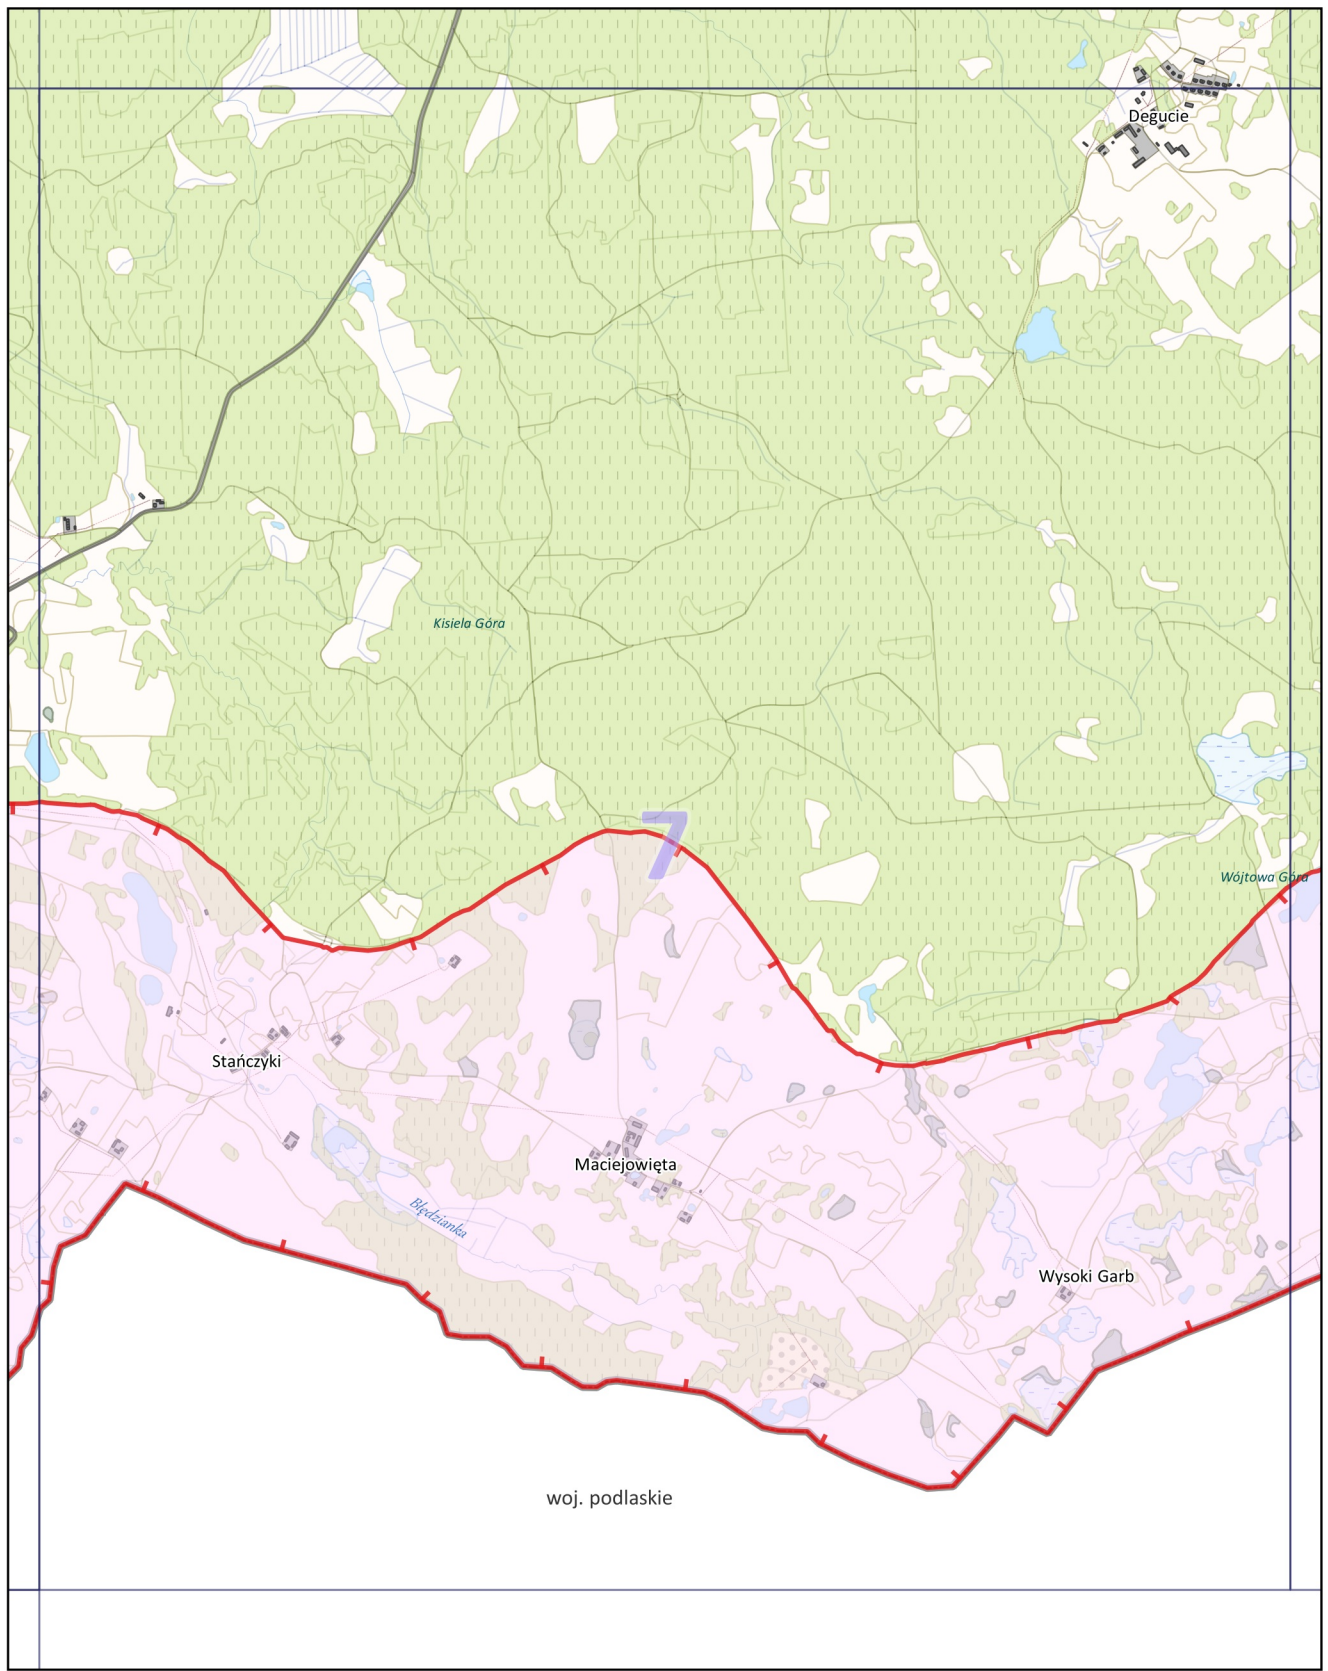 Degucie
Kisiela Góra
7
Wójtowa Góra
Stańczyki
Maciejowięta
Błędzianka
Wysoki Garb
woj. podlaskie